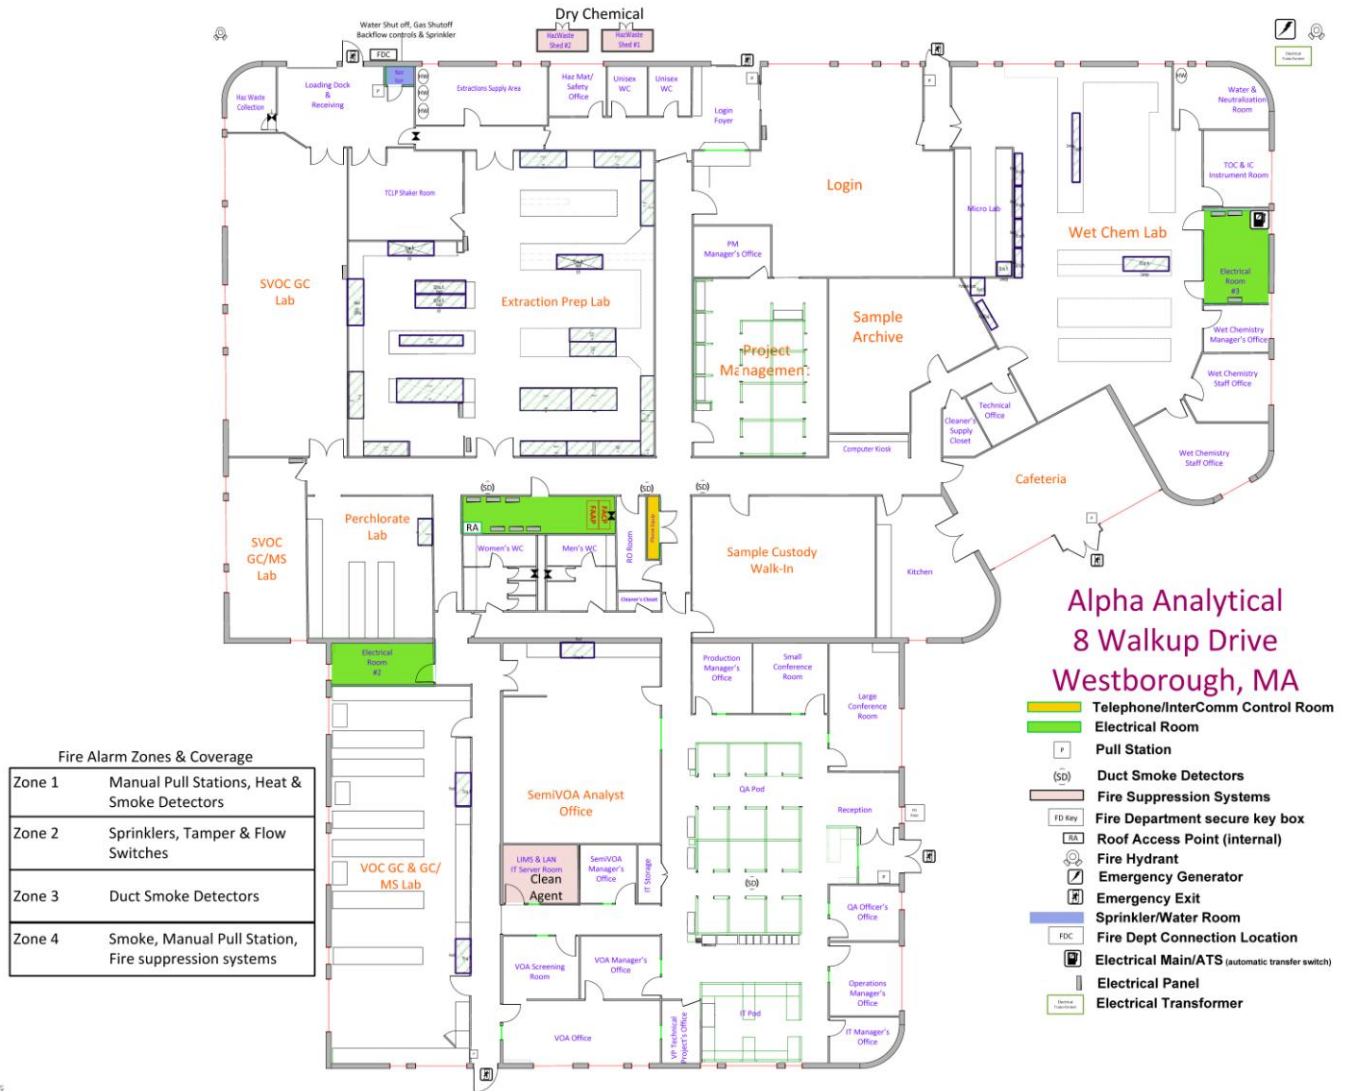 Dry Chemical
Water Shut off, Gas Shutoff
Backflow controls & Sprinkler
FDC
HazWaste
Shed #2
HazWaste
Shed #1
Electrical
Transformer
Haz Waste
Collection
Loading Dock
&
Receiving
P
HW
HW
HW
Extractions Supply Area
Haz Mat/
Safety
Office
Unisex
WC
Unisex
WC
P
Login
Foyer
P
HW
Water &
Neutralization
Room
TCLP Shaker Room
Login
Micro Lab
TOC & IC
Instrument Room
Wet Chem Lab
PM
Manager's Office
SVOC GC
Lab
Extraction Prep Lab
Electrical
Room
#3
Sample
Archive
Project
Management
Wet Chemistry
Manager's Office
Wet Chemistry
Staff Office
Technical
Office
Cleaner's
Supply
Closet
Computer Kiosk
Wet Chemistry
Staff Office
Cafeteria
(SD)
(SD)
(SD)
RA
FAAP
FACP
Perchlorate
Lab
P
SVOC
GC/MS
Lab
Women's WC
Men's WC
RO Room
Sample Custody
Walk-In
Kitchen
Cleaner's Closet
Alpha Analytical
8 Walkup Drive
Westborough, MA
Electrical
Room
#2
Production
Manager's
Office
Small
Conference
Room
Large
Conference
Room
Telephone/InterComm Control Room
Electrical Room
P
Pull Station
(SD)
Duct Smoke Detectors
Fire Suppression Systems
FD Key
Fire Department secure key box
RA
Roof Access Point (internal)
Fire Hydrant
Emergency Generator
Emergency Exit
Sprinkler/Water Room
FDC
Fire Dept Connection Location
Electrical Main/ATS (automatic transfer switch)
Electrical Panel
Electrical Transformer
Fire Alarm Zones & Coverage
Zone 1 Manual Pull Stations, Heat &
Smoke Detectors
Zone 2 Sprinklers, Tamper & Flow
Switches
Zone 3 Duct Smoke Detectors
Zone 4 Smoke, Manual Pull Station,
Fire suppression systems
SemiVOA Analyst
Office
QA Pod
Reception
VOC GC & GC/
MS Lab
LIMS & LAN
IT Server Room
Clean
Agent
SemiVOA
Manager's
Office
IT Storage
(SD)
P
QA Officer's
Office
VOA Screening
Room
VOA Manager's
Office
Operations
Manager's
Office
VOA Office
VP Technical
Project's Office
IT Pod
IT Manager's
Office
P